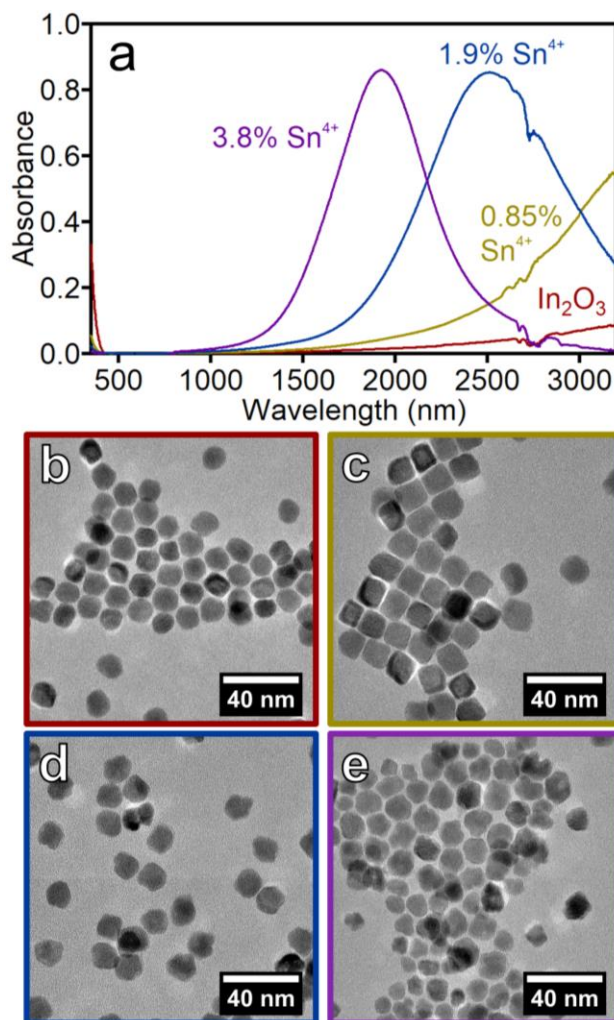 a
1.0
0.8
0.6
0.4
0.2
0.0
Absorbance
3.8% Sn⁴⁺
1.9% Sn⁴⁺
0.85%
Sn⁴⁺
In₂O₃
500 1000 1500 2000 2500 3000
Wavelength (nm)
b
40 nm
c
40 nm
d
40 nm
e
40 nm